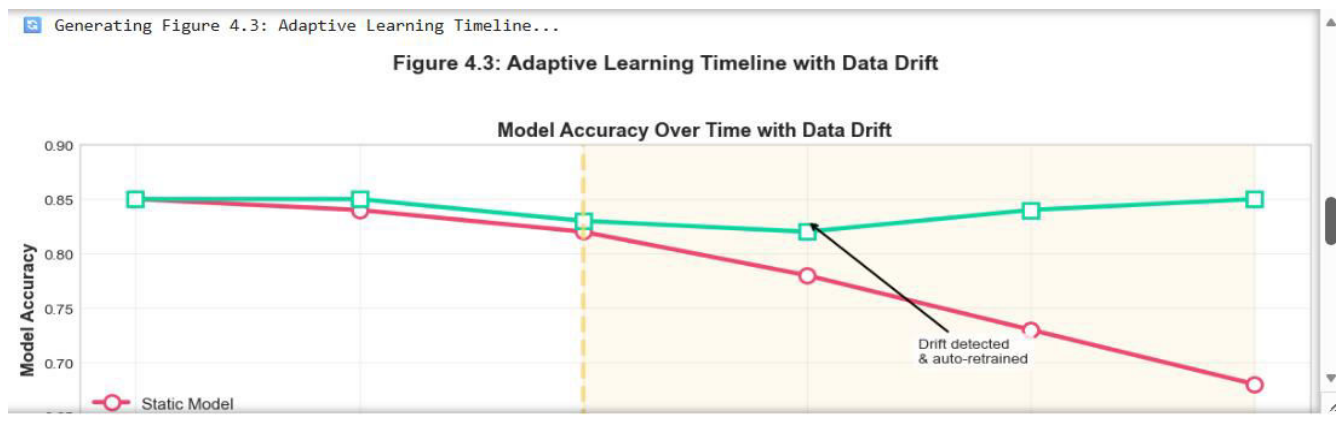 Generating Figure 4.3: Adaptive Learning Timeline...
Figure 4.3: Adaptive Learning Timeline with Data Drift
Model Accuracy Over Time with Data Drift
0.90
0.85
0.80
0.75
0.70
Model Accuracy
Drift detected
& auto-retrained
Static Model